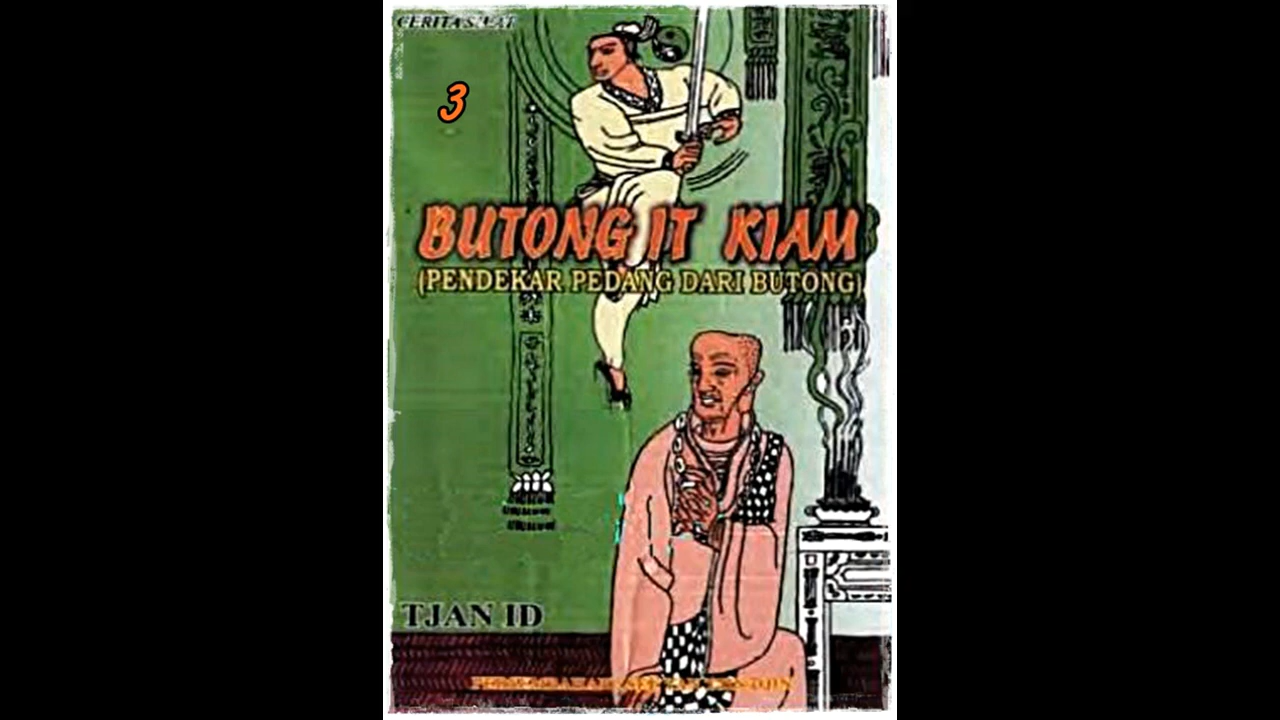 CERITA SILAT
3
BUTONG IT KIAM
(PENDEKAR PEDANG DARI BUTONG)
TJAN ID